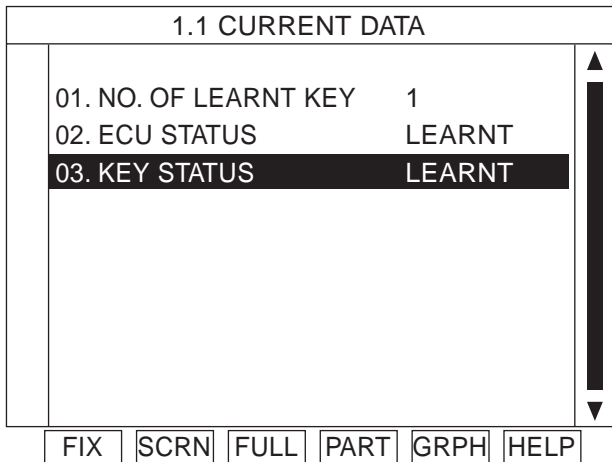 1.1 CURRENT DATA
01. NO. OF LEARNT KEY 1
02. ECU STATUS LEARNT
03. KEY STATUS LEARNT
FIX SCRN FULL PART GRPH HELP